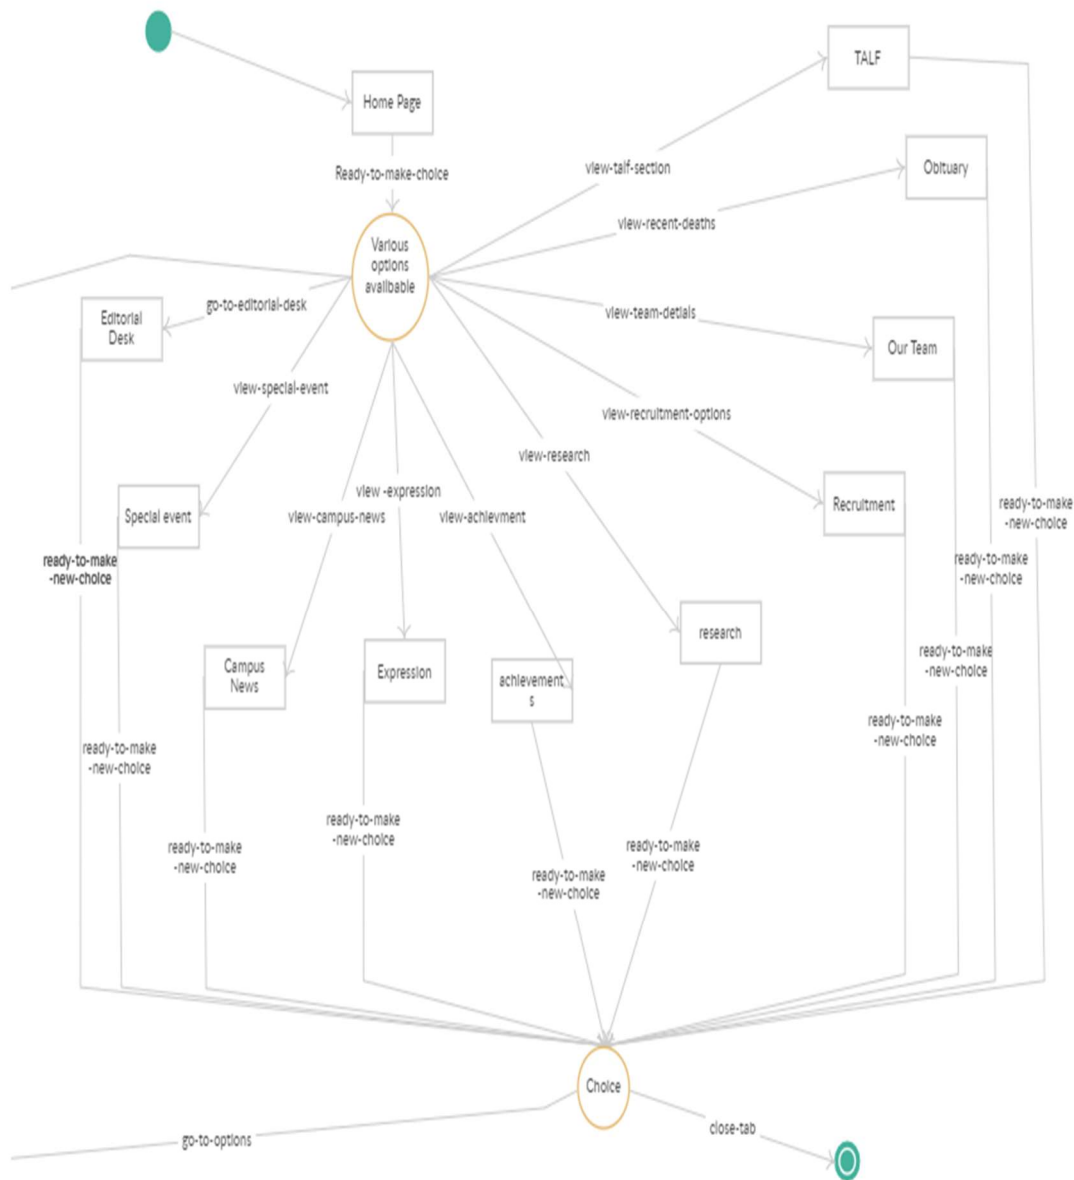 TALF
Home Page
Obituary
Ready-to-make-choice
view-talf-section
view-recent-deaths
Various
options
availbable
go-to-editorial-desk
Editorial
Desk
view-team-detials
Our Team
view-special-event
view-recruitment-options
view-research
view -expression
view-campus-news
view-achievment
Special event
Recruitment
ready-to-make
-new-choice
ready-to-make
-new-choice
ready-to-make
-new-choice
research
Campus
News
Expression
achievement
s
ready-to-make
-new-choice
ready-to-make
-new-choice
ready-to-make
-new-choice
ready-to-make
-new-choice
ready-to-make
-new-choice
ready-to-make
-new-choice
ready-to-make
-new-choice
Choice
go-to-options
close-tab